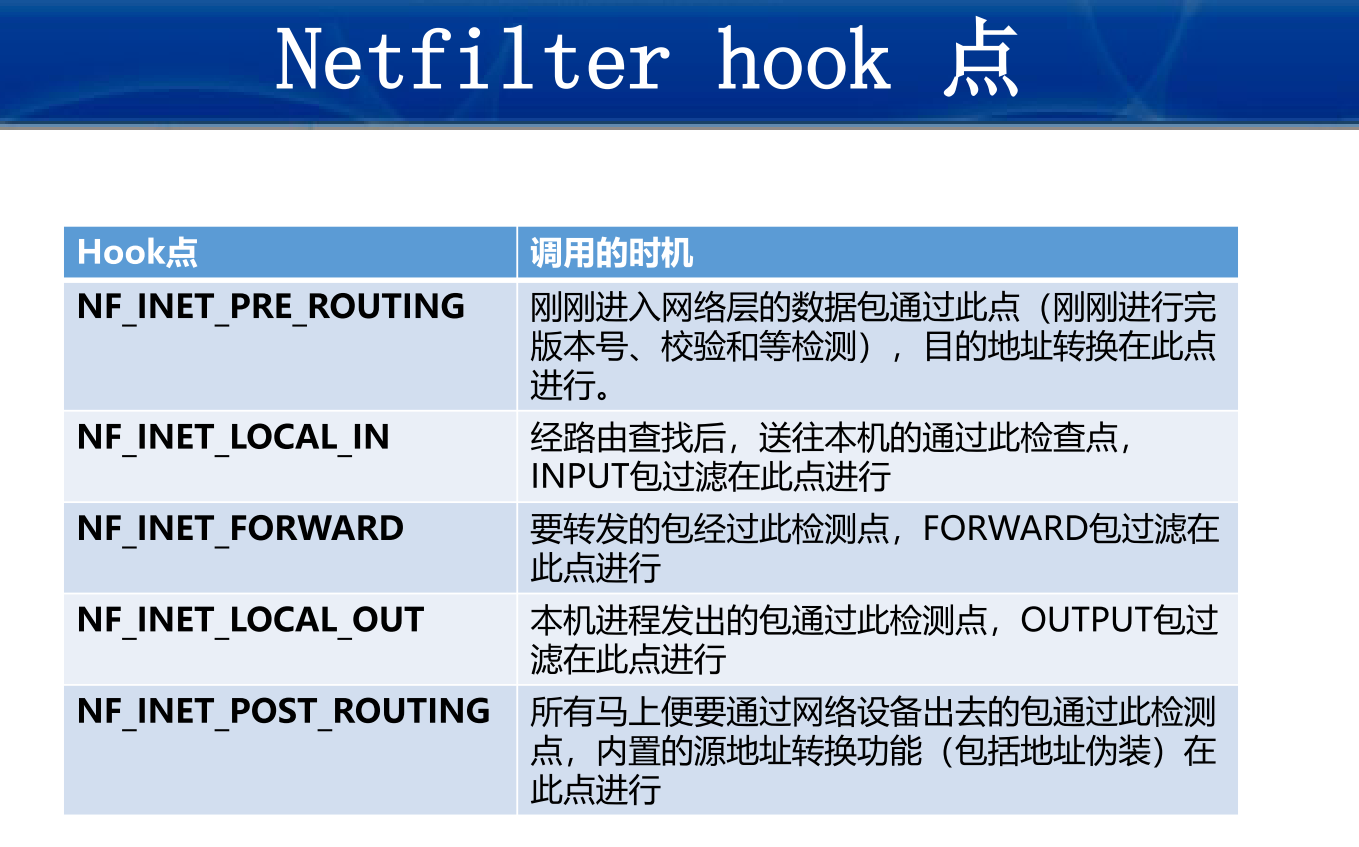 Netfilter hook 点
Hook点
调用的时机
NF_INET_PRE_ROUTING
刚刚进入网络层的数据包通过此点（刚刚进行完
版本号、校验和等检测），目的地址转换在此点
进行。
NF_INET_LOCAL_IN
经路由查找后，送往本机的通过此检查点，
INPUT包过滤在此点进行
NF_INET_FORWARD
要转发的包经过此检测点，FORWARD包过滤在
此点进行
NF_INET_LOCAL_OUT
本机进程发出的包通过此检测点，OUTPUT包过
滤在此点进行
NF_INET_POST_ROUTING
所有马上便要通过网络设备出去的包通过此检测
点，内置的源地址转换功能（包括地址伪装）在
此点进行